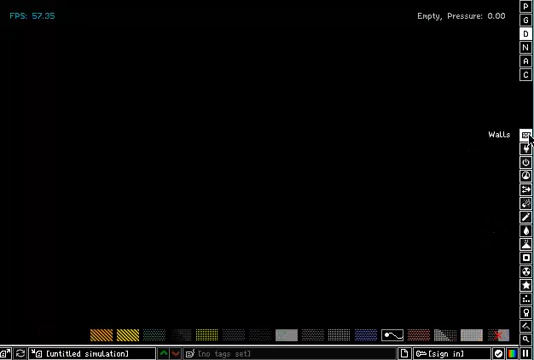 FPS: 57.35
Empty, Pressure: 0.00
P
G
D
N
A
C
Walls
[untitled simulation]
[no tags set]
[sign in]